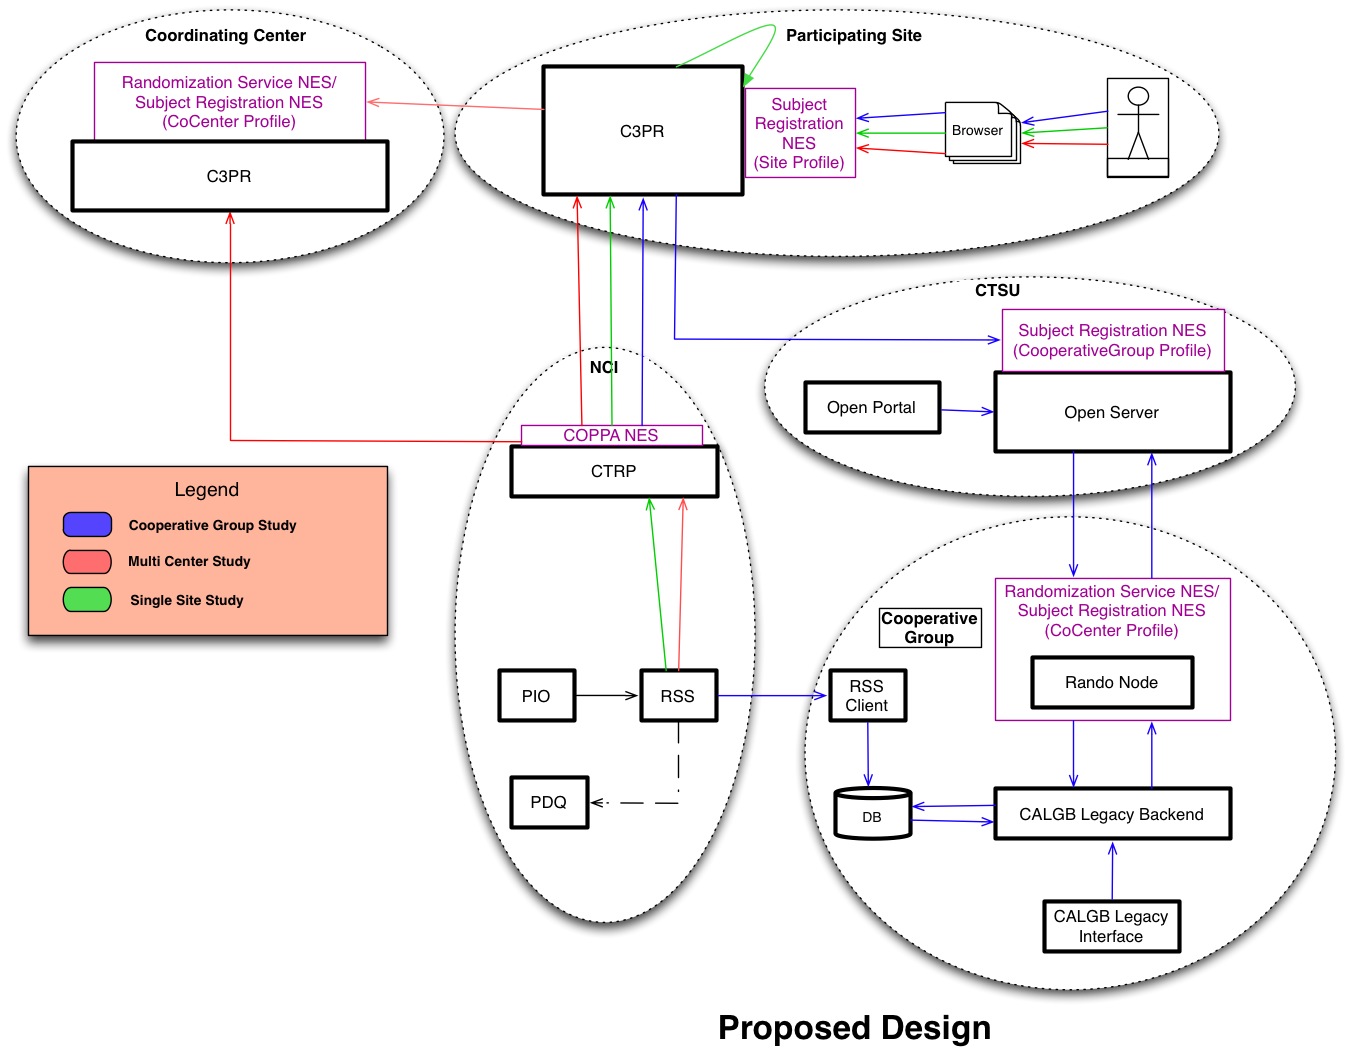 Coordinating Center
Randomization Service NES/
Subject Registration NES
(CoCenter Profile)
C3PR
Participating Site
C3PR
Subject
Registration
NES
(Site Profile)
Browser
CTSU
Subject Registration NES
(CooperativeGroup Profile)
Open Portal
Open Server
NCI
COPPA NES
CTRP
PIO
RSS
PDQ
Legend
Cooperative Group Study
Multi Center Study
Single Site Study
Cooperative
Group
Randomization Service NES/
Subject Registration NES
(CoCenter Profile)
Rando Node
RSS
Client
DB
CALGB Legacy Backend
CALGB Legacy
Interface
Proposed Design